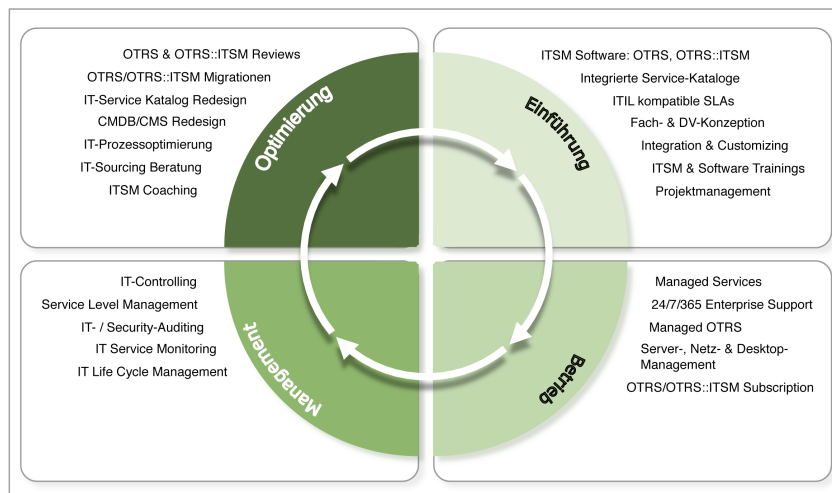 OTRS & OTRS::ITSM Reviews
OTRS/OTRS::ITSM Migrationen
IT-Service Katalog Redesign
CMDB/CMS Redesign
IT-Prozessoptimierung
IT-Sourcing Beratung
ITSM Coaching
Optimierung
ITSM Software: OTRS, OTRS::ITSM
Integrierte Service-Kataloge
ITIL kompatible SLAs
Fach- & DV-Konzeption
Integration & Customizing
ITSM & Software Trainings
Projektmanagement
Einführung
IT-Controlling
Service Level Management
IT- / Security-Auditing
IT Service Monitoring
IT Life Cycle Management
Management
Managed Services
24/7/365 Enterprise Support
Managed OTRS
Server-, Netz- & Desktop-
Management
OTRS/OTRS::ITSM Subscription
Betrieb